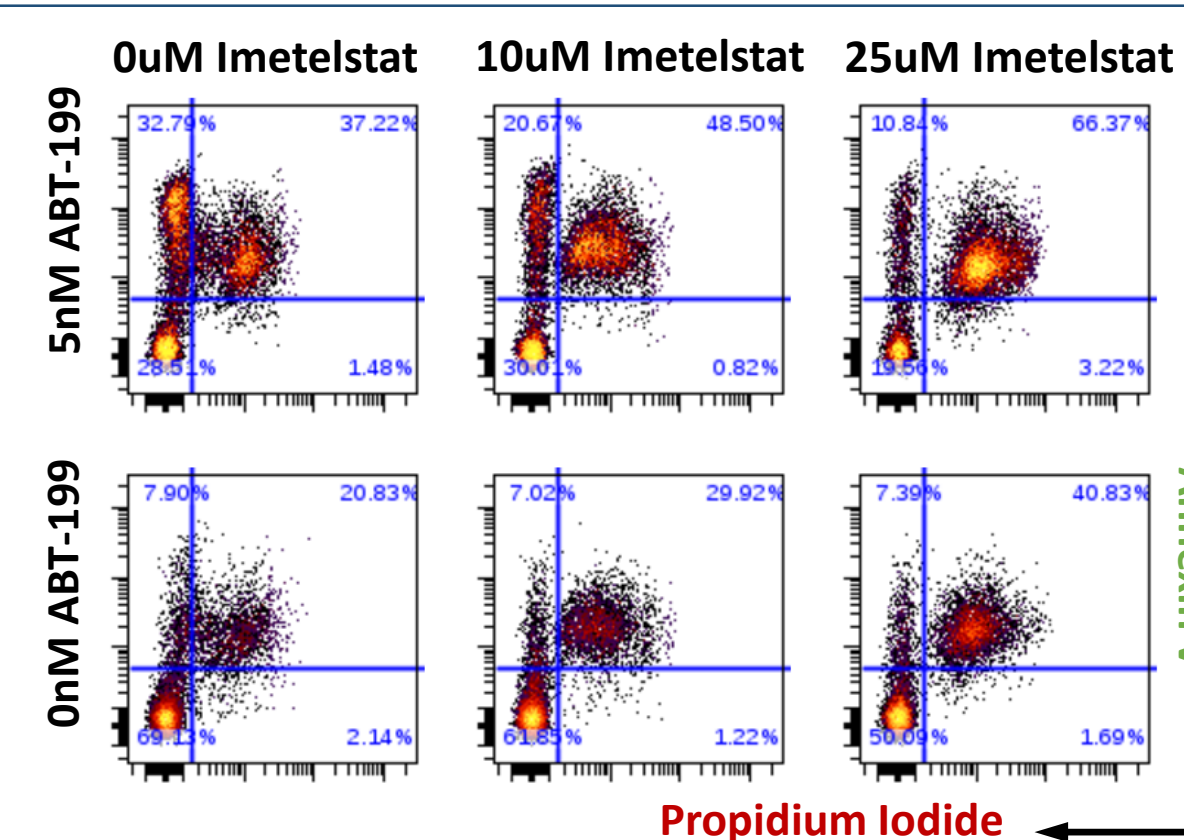 0uM Imetelstat 10uM Imetelstat 25uM Imetelstat
5nM ABT-199
32.79% 37.22% 20.67% 48.50% 10.84% 66.37%
28.51% 1.48% 30.01% 0.82% 19.56% 3.22%
0nM ABT-199
7.90% 20.83% 7.02% 29.92% 7.39% 40.83%
69.13% 2.14% 61.85% 1.22% 50.09% 1.69%
Propidium Iodide